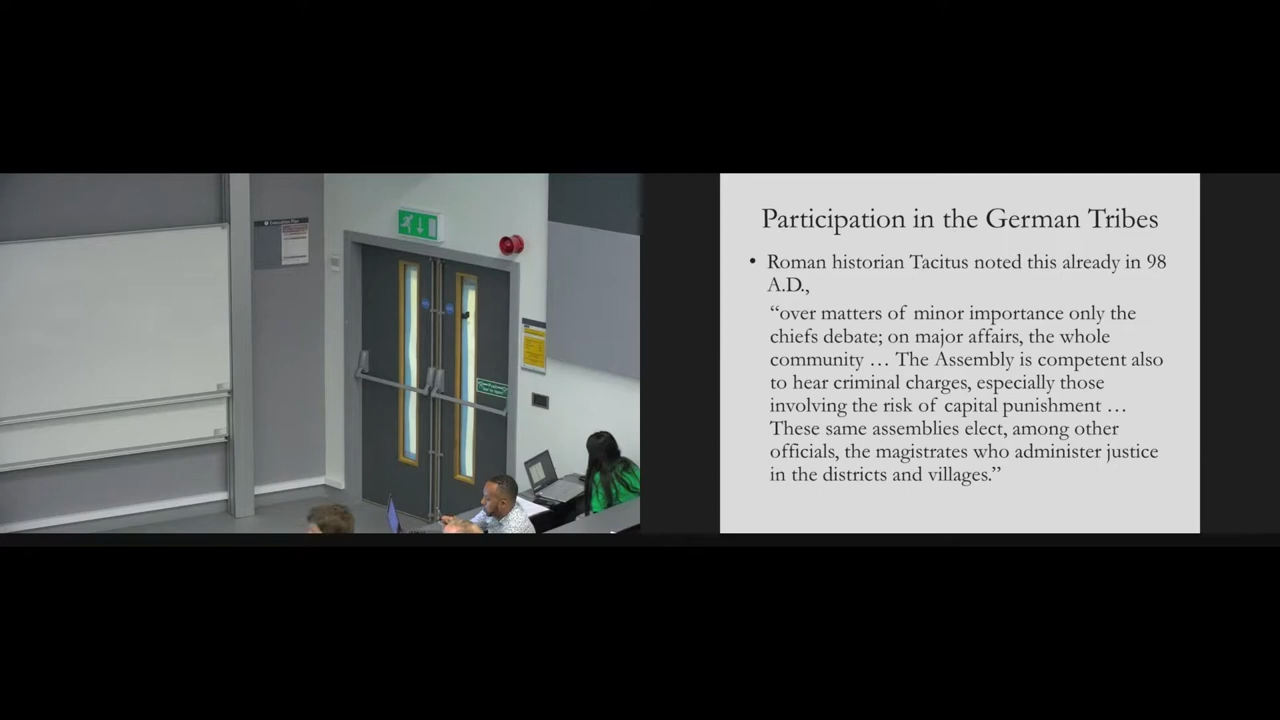 Participation in the German Tribes
• Roman historian Tacitus noted this already in 98
A.D.,
“over matters of minor importance only the
chiefs debate; on major affairs, the whole
community … The Assembly is competent also
to hear criminal charges, especially those
involving the risk of capital punishment …
These same assemblies elect, among other
officials, the magistrates who administer justice
in the districts and villages.”